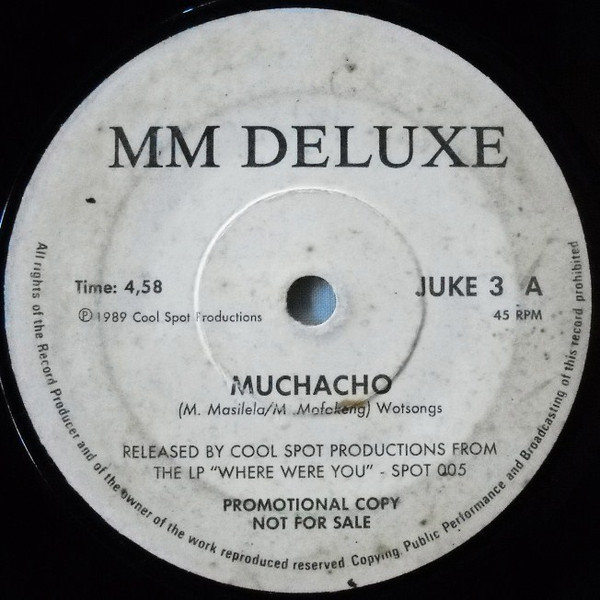 MM DELUXE
Time: 4,58
JUKE 3 A
℗ 1989 Cool Spot Productions
45 RPM
MUCHACHO
(M. Masilela/M. Mofokeng) Wotsongs
RELEASED BY COOL SPOT PRODUCTIONS FROM
THE LP "WHERE WERE YOU" - SPOT 005
PROMOTIONAL COPY
NOT FOR SALE
All rights of the Record Producer and of the owner of the work reproduced reserved. Copying, Public Performance and Broadcasting of this record prohibited